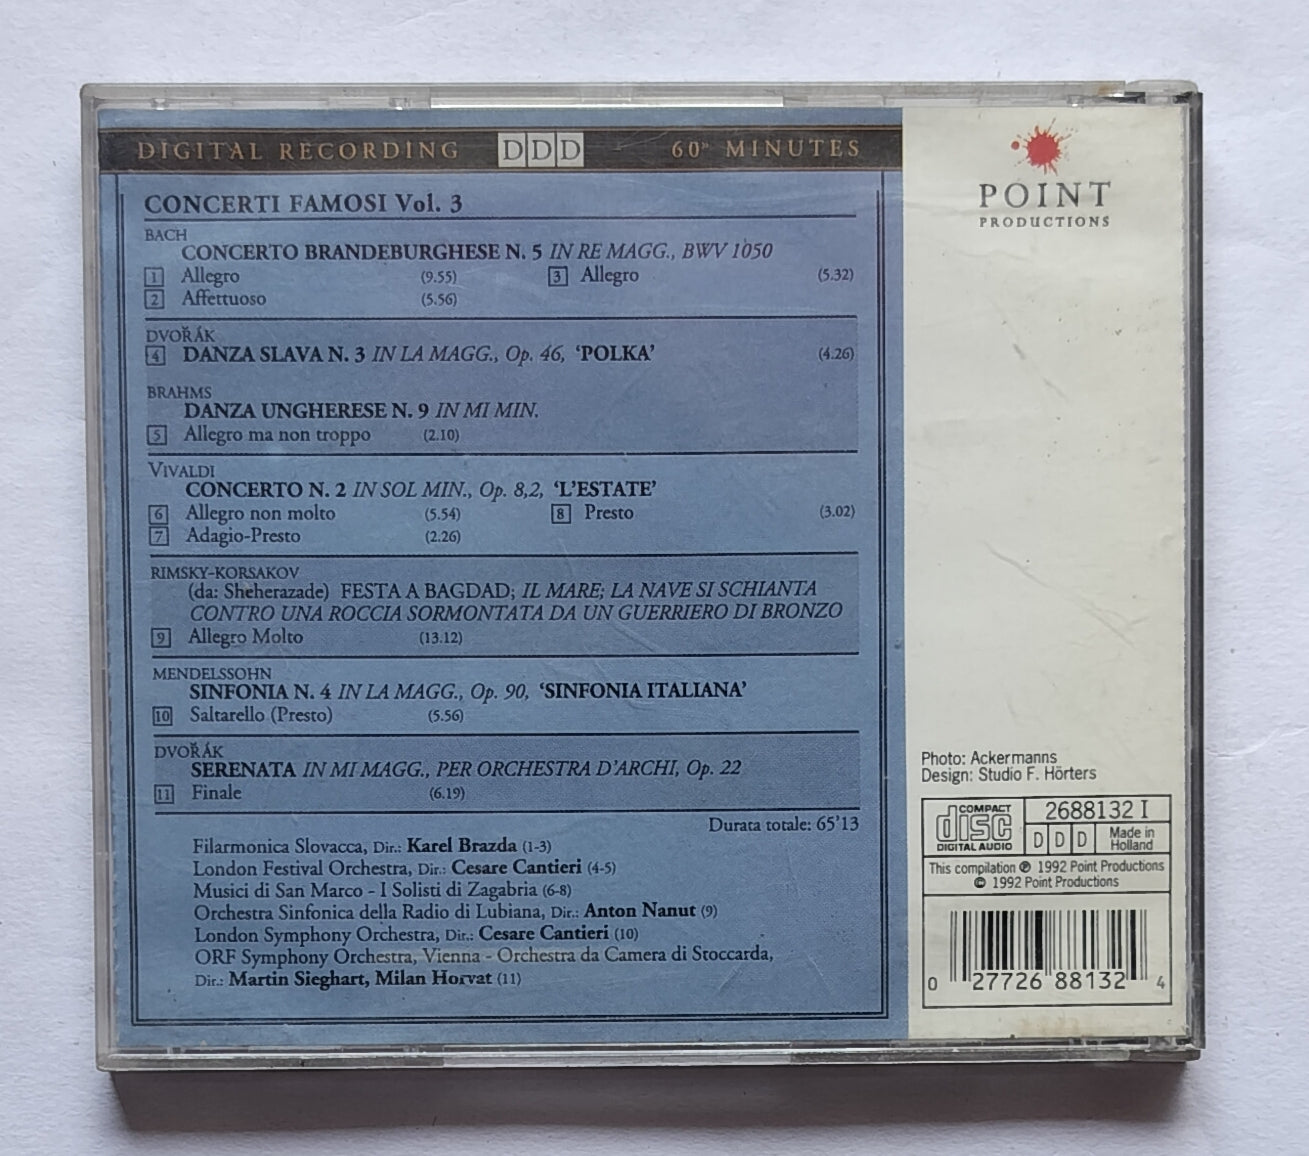 DIGITAL RECORDING DDD 60" MINUTES
CONCERTI FAMOSI Vol. 3
BACH
CONCERTO BRANDEBURGHESE N. 5 IN RE MAGG., BWV 1050
1 Allegro (9.55) 3 Allegro (5.32)
2 Affettuoso (5.56)
DVOŘÁK
4 DANZA SLAVA N. 3 IN LA MAGG., Op. 46, ‘POLKA’ (4.26)
BRAHMS
DANZA UNGHERESE N. 9 IN MI MIN.
5 Allegro ma non troppo (2.10)
VIVALDI
CONCERTO N. 2 IN SOL MIN., Op. 8,2, ‘L’ESTATE’
6 Allegro non molto (5.54) 8 Presto (3.02)
7 Adagio-Presto (2.26)
RIMSKY-KORSAKOV
(da: Sheherazade) FESTA A BAGDAD; IL MARE; LA NAVE SI SCHIANTA
CONTRO UNA ROCCIA SORMONTATA DA UN GUERRIERO DI BRONZO
9 Allegro Molto (13.12)
MENDELSSOHN
SINFONIA N. 4 IN LA MAGG., Op. 90, ‘SINFONIA ITALIANA’
10 Saltarello (Presto) (5.56)
DVOŘÁK
SERENATA IN MI MAGG., PER ORCHESTRA D’ARCHI, Op. 22
11 Finale (6.19)
Durata totale: 65’13
Filarmonica Slovacca, Dir.: Karel Brazda (1-3)
London Festival Orchestra, Dir.: Cesare Cantieri (4-5)
Musici di San Marco - I Solisti di Zagabria (6-8)
Orchestra Sinfonica della Radio di Lubiana, Dir.: Anton Nanut (9)
London Symphony Orchestra, Dir.: Cesare Cantieri (10)
ORF Symphony Orchestra, Vienna - Orchestra da Camera di Stoccarda,
Dir.: Martin Sieghart, Milan Horvat (11)
POINT
PRODUCTIONS
Photo: Ackermanns
Design: Studio F. Hörters
COMPACT
disc
DIGITAL AUDIO
2688132 I
DDD
Made in
Holland
This compilation ℗ 1992 Point Productions
© 1992 Point Productions
0 27726 88132 4